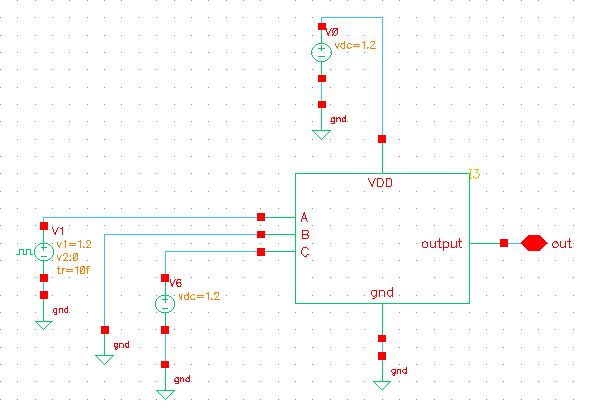 V0
vdc=1.2
gnd
I3
VDD
V1
v1=1.2
v2:0
tr=10f
gnd
A
B
C
output
out
V6
vdc=1.2
gnd
gnd
gnd
gnd